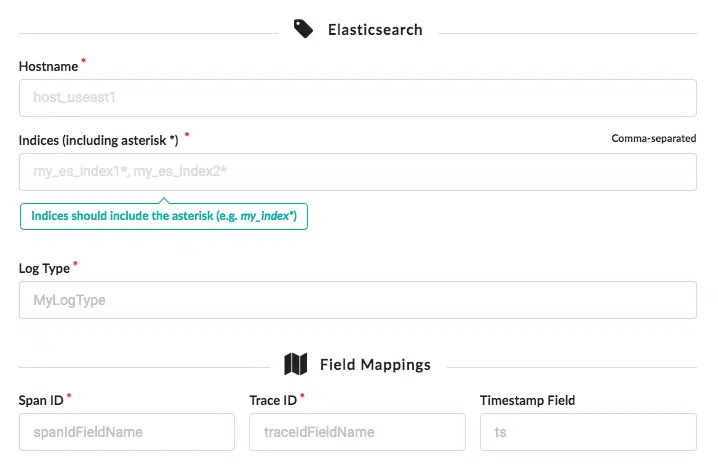 Elasticsearch
Hostname *
host_useast1
Indices (including asterisk *) * Comma-separated
my_es_index1*, my_es_index2*
Indices should include the asterisk (e.g. my_index*)
Log Type *
MyLogType
Field Mappings
Span ID * Trace ID * Timestamp Field
spanIdFieldName traceIdFieldName ts